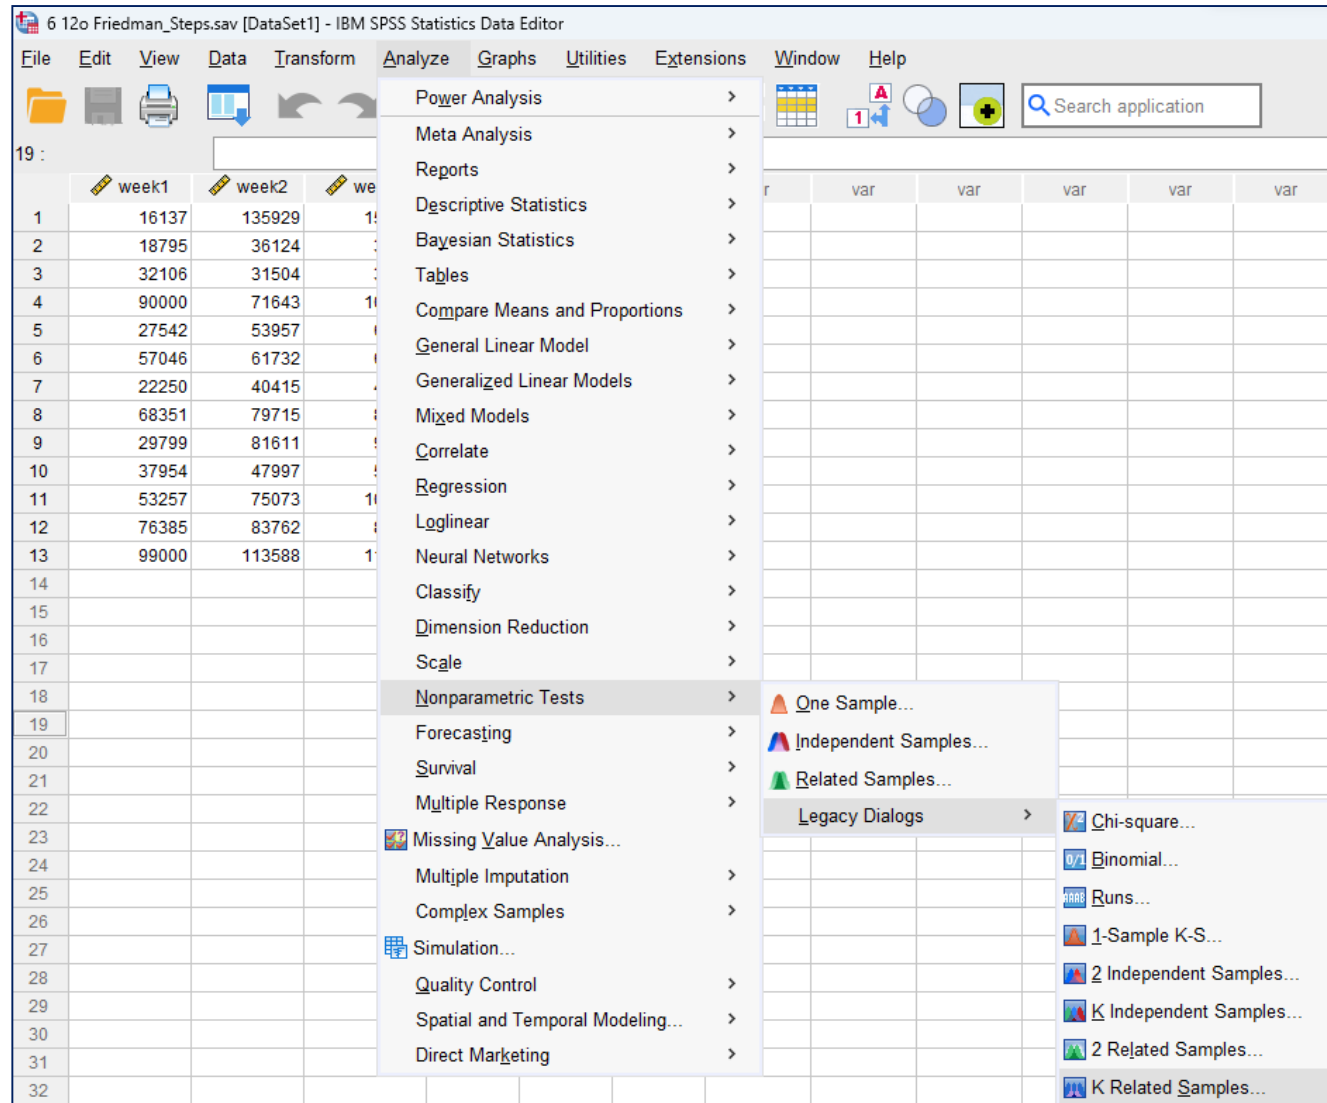 6 12o Friedman_Steps.sav [DataSet1] - IBM SPSS Statistics Data Editor
File Edit View Data Transform Analyze Graphs Utilities Extensions Window Help
Search application
19 :
week1 week2 we var var var var var
1 16137 135929
2 18795 36124
3 32106 31504
4 90000 71643
5 27542 53957
6 57046 61732
7 22250 40415
8 68351 79715
9 29799 81611
10 37954 47997
11 53257 75073
12 76385 83762
13 99000 113588
14
15
16
17
18
19
20
21
22
23
24
25
26
27
28
29
30
31
32
Power Analysis
Meta Analysis
Reports
Descriptive Statistics
Bayesian Statistics
Tables
Compare Means and Proportions
General Linear Model
Generalized Linear Models
Mixed Models
Correlate
Regression
Loglinear
Neural Networks
Classify
Dimension Reduction
Scale
Nonparametric Tests
Forecasting
Survival
Multiple Response
Missing Value Analysis...
Multiple Imputation
Complex Samples
Simulation...
Quality Control
Spatial and Temporal Modeling...
Direct Marketing
One Sample...
Independent Samples...
Related Samples...
Legacy Dialogs
Chi-square...
Binomial...
Runs...
1-Sample K-S...
2 Independent Samples...
K Independent Samples...
2 Related Samples...
K Related Samples...